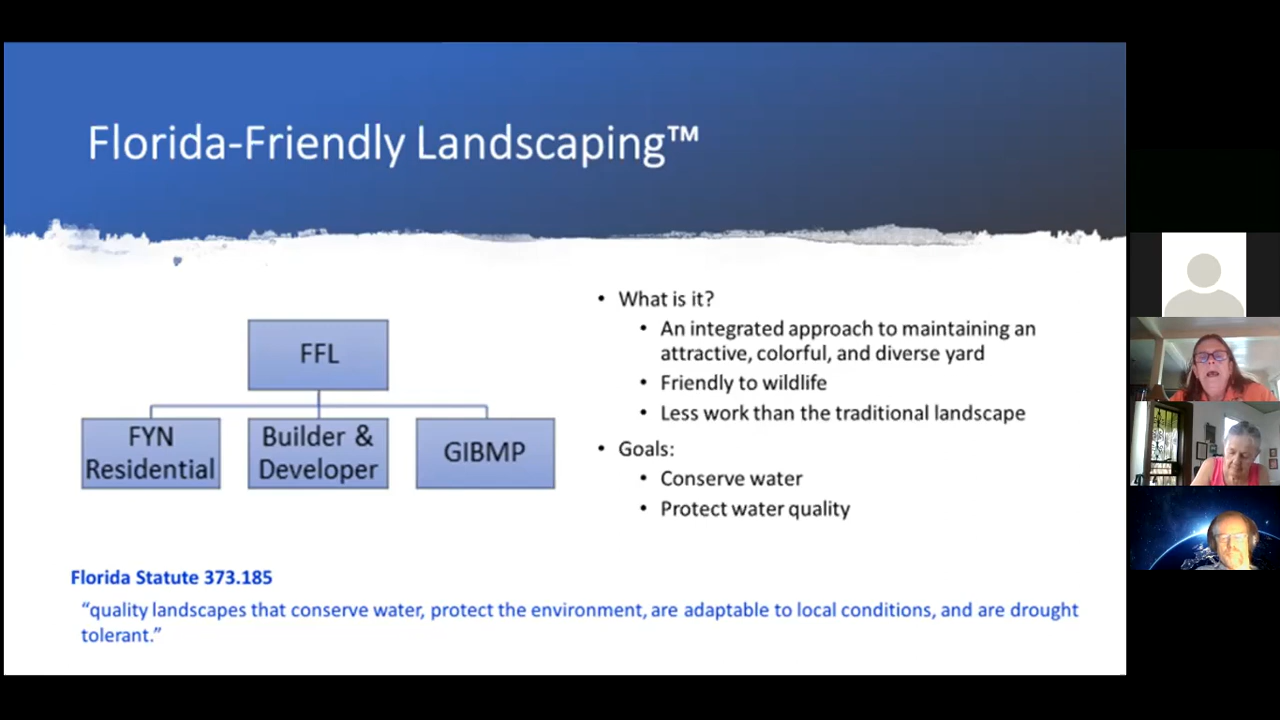 Florida-Friendly Landscaping™
FFL
FYN
Residential
Builder &
Developer
GIBMP
• What is it?
• An integrated approach to maintaining an
attractive, colorful, and diverse yard
• Friendly to wildlife
• Less work than the traditional landscape
• Goals:
• Conserve water
• Protect water quality
Florida Statute 373.185
“quality landscapes that conserve water, protect the environment, are adaptable to local conditions, and are drought
tolerant.”